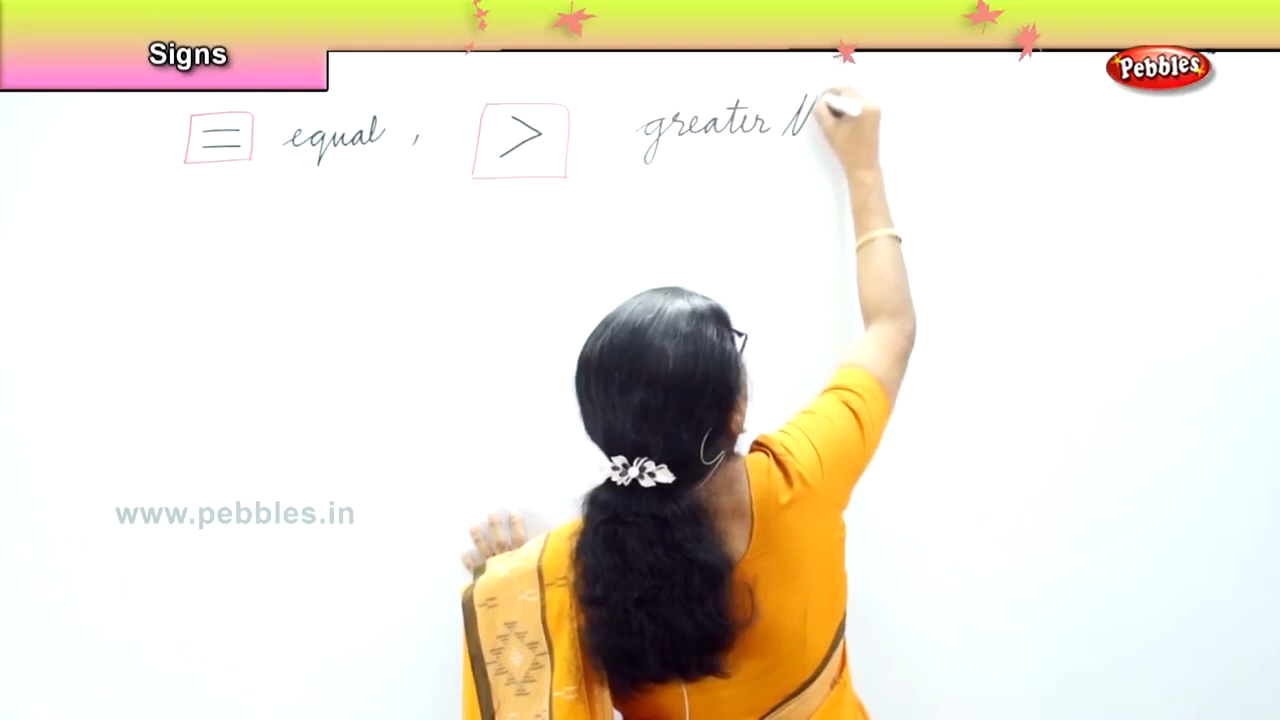 Signs
Pebbles
= equal , > greater
www.pebbles.in